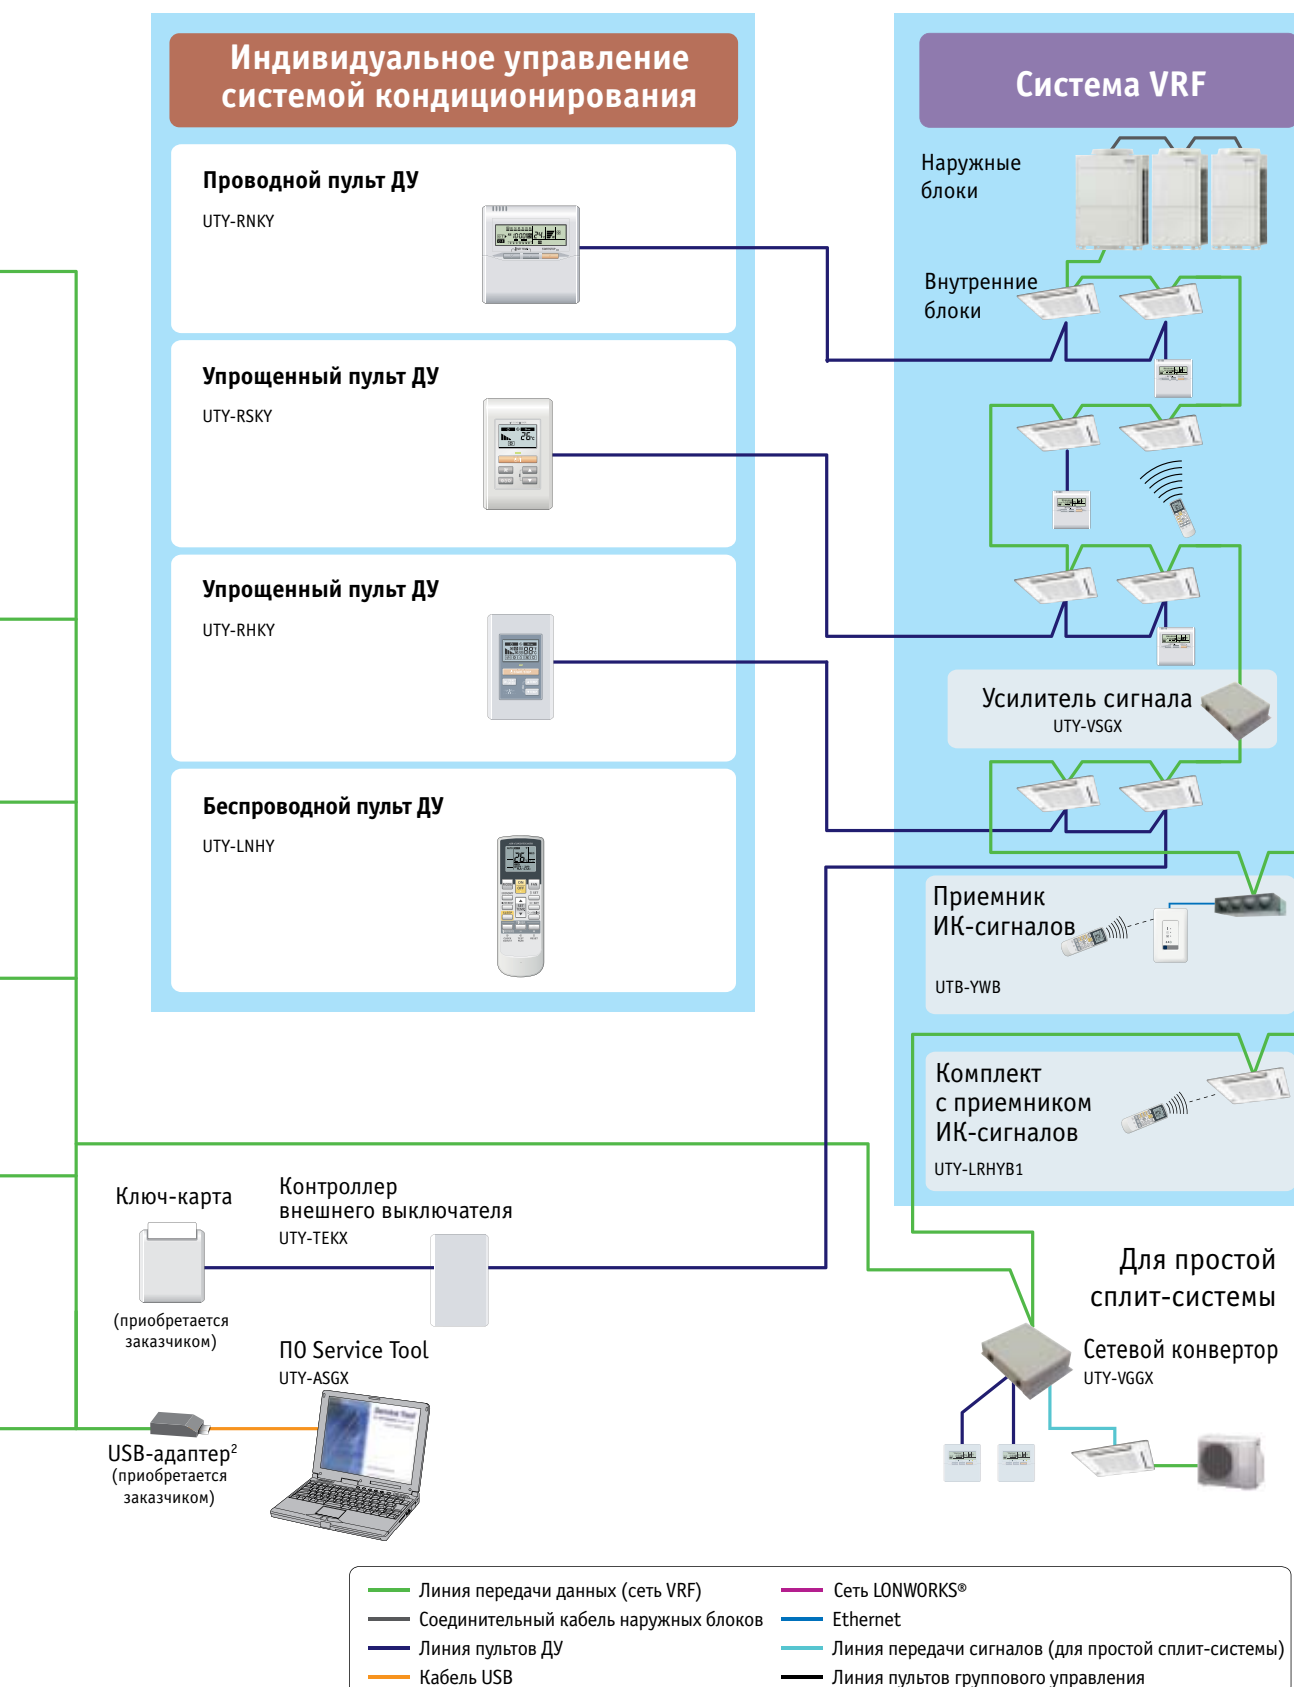 Индивидуальное управление
системой кондиционирования
Проводной пульт ДУ
UTY-RNKY
Упрощенный пульт ДУ
UTY-RSKY
Упрощенный пульт ДУ
UTY-RHKY
Беспроводной пульт ДУ
UTY-LNHY
Система VRF
Наружные
блоки
Внутренние
блоки
Усилитель сигнала
UTY-VSGX
Приемник
ИК-сигналов
UTB-YWB
Комплект
с приемником
ИК-сигналов
UTY-LRHYB1
Ключ-карта
(приобретается
заказчиком)
Контроллер
внешнего выключателя
UTY-TEKX
ПО Service Tool
UTY-ASGX
USB-адаптер²
(приобретается
заказчиком)
Для простой
сплит-системы
Сетевой конвертор
UTY-VGGX
Линия передачи данных (сеть VRF)
Соединительный кабель наружных блоков
Линия пультов ДУ
Кабель USB
Сеть LONWORKS®
Ethernet
Линия передачи сигналов (для простой сплит-системы)
Линия пультов группового управления